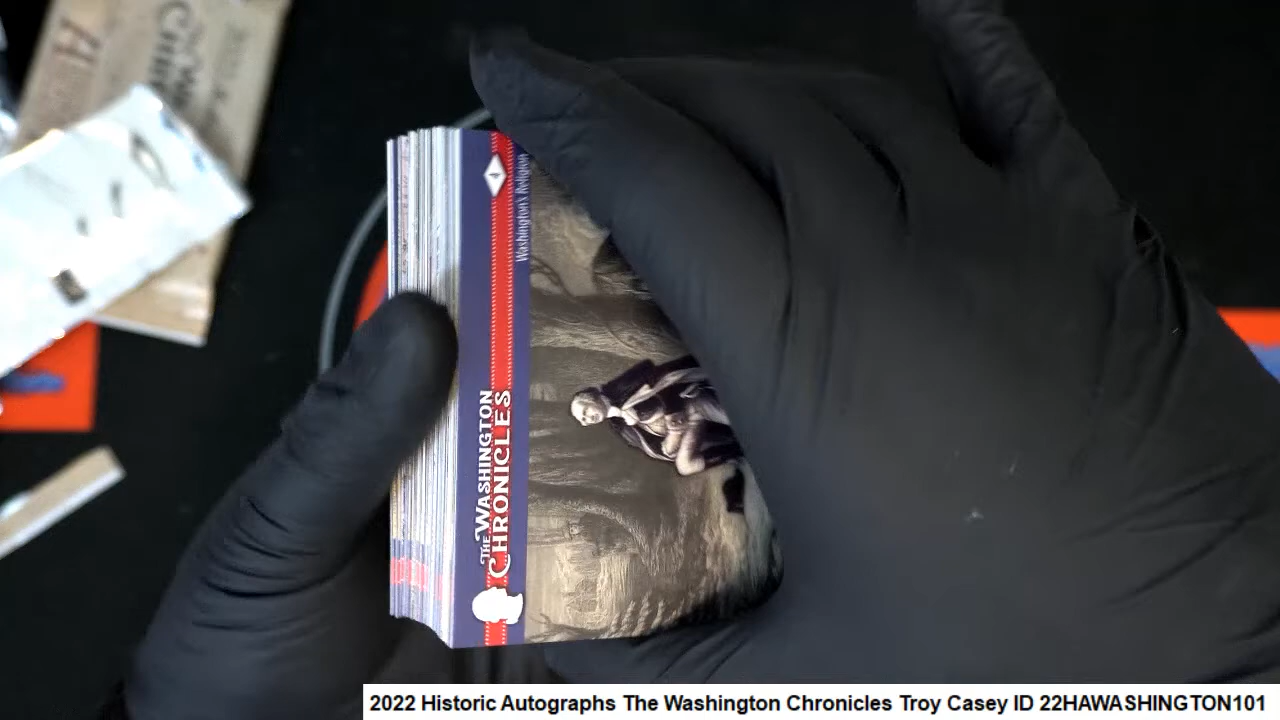 Washington's Religion
THE WASHINGTON
CHRONICLES
2022 Historic Autographs The Washington Chronicles Troy Casey ID 22HAWASHINGTON101